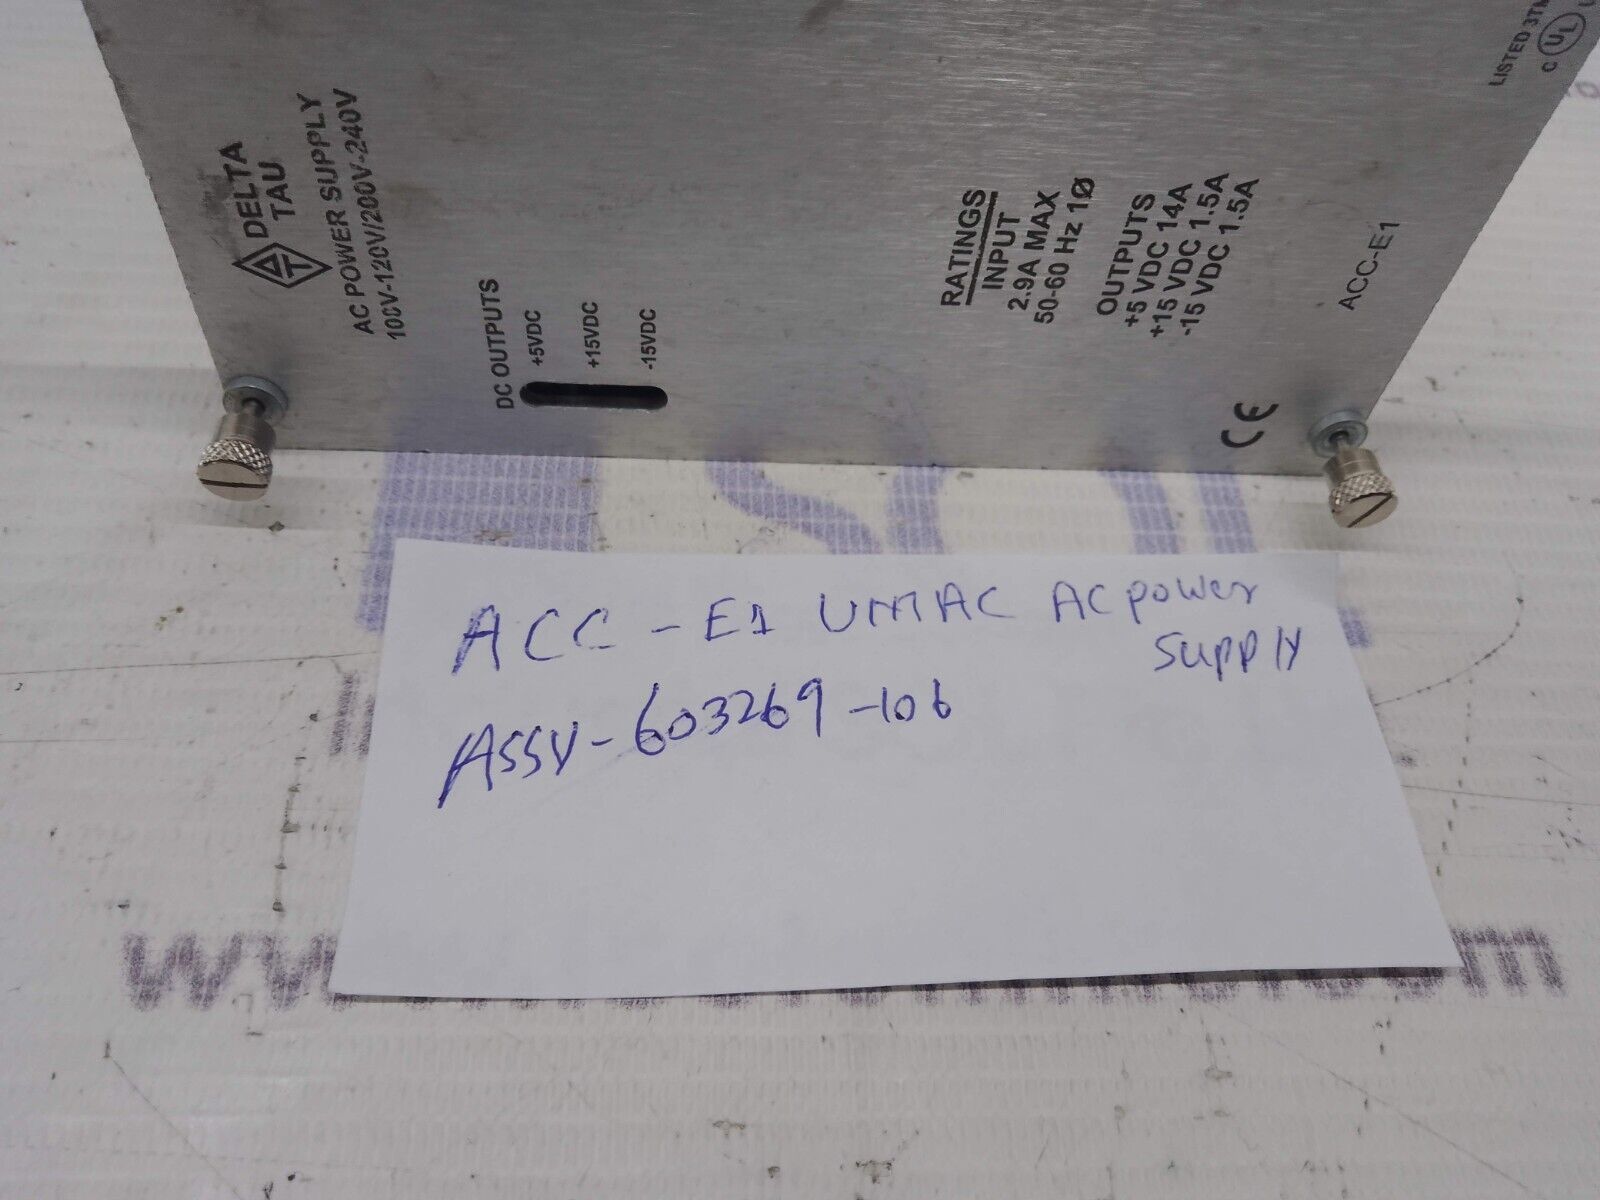 DELTA
TAU
AC POWER SUPPLY
100V-120V/200V-240V
DC OUTPUTS
+5VDC
+15VDC
-15VDC
RATINGS
INPUT
2.9A MAX
50-60 Hz 1Ø
OUTPUTS
+5 VDC 14A
+15 VDC 1.5A
-15 VDC 1.5A
ACC-E1
CE
LISTED
C UL
ACC-E1 UMAC AC power
supply
ASSY-603269-106